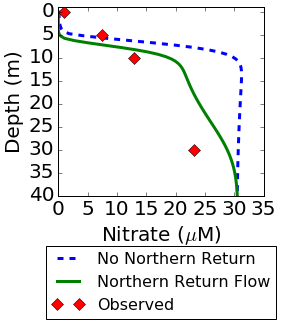 0
5
10
15
20
25
30
35
40
Depth (m)
0 5 10 15 20 25 30 35
Nitrate (μM)
No Northern Return
Northern Return Flow
Observed